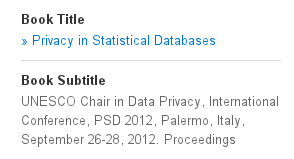 Book Title
» Privacy in Statistical Databases
Book Subtitle
UNESCO Chair in Data Privacy, International
Conference, PSD 2012, Palermo, Italy,
September 26-28, 2012. Proceedings